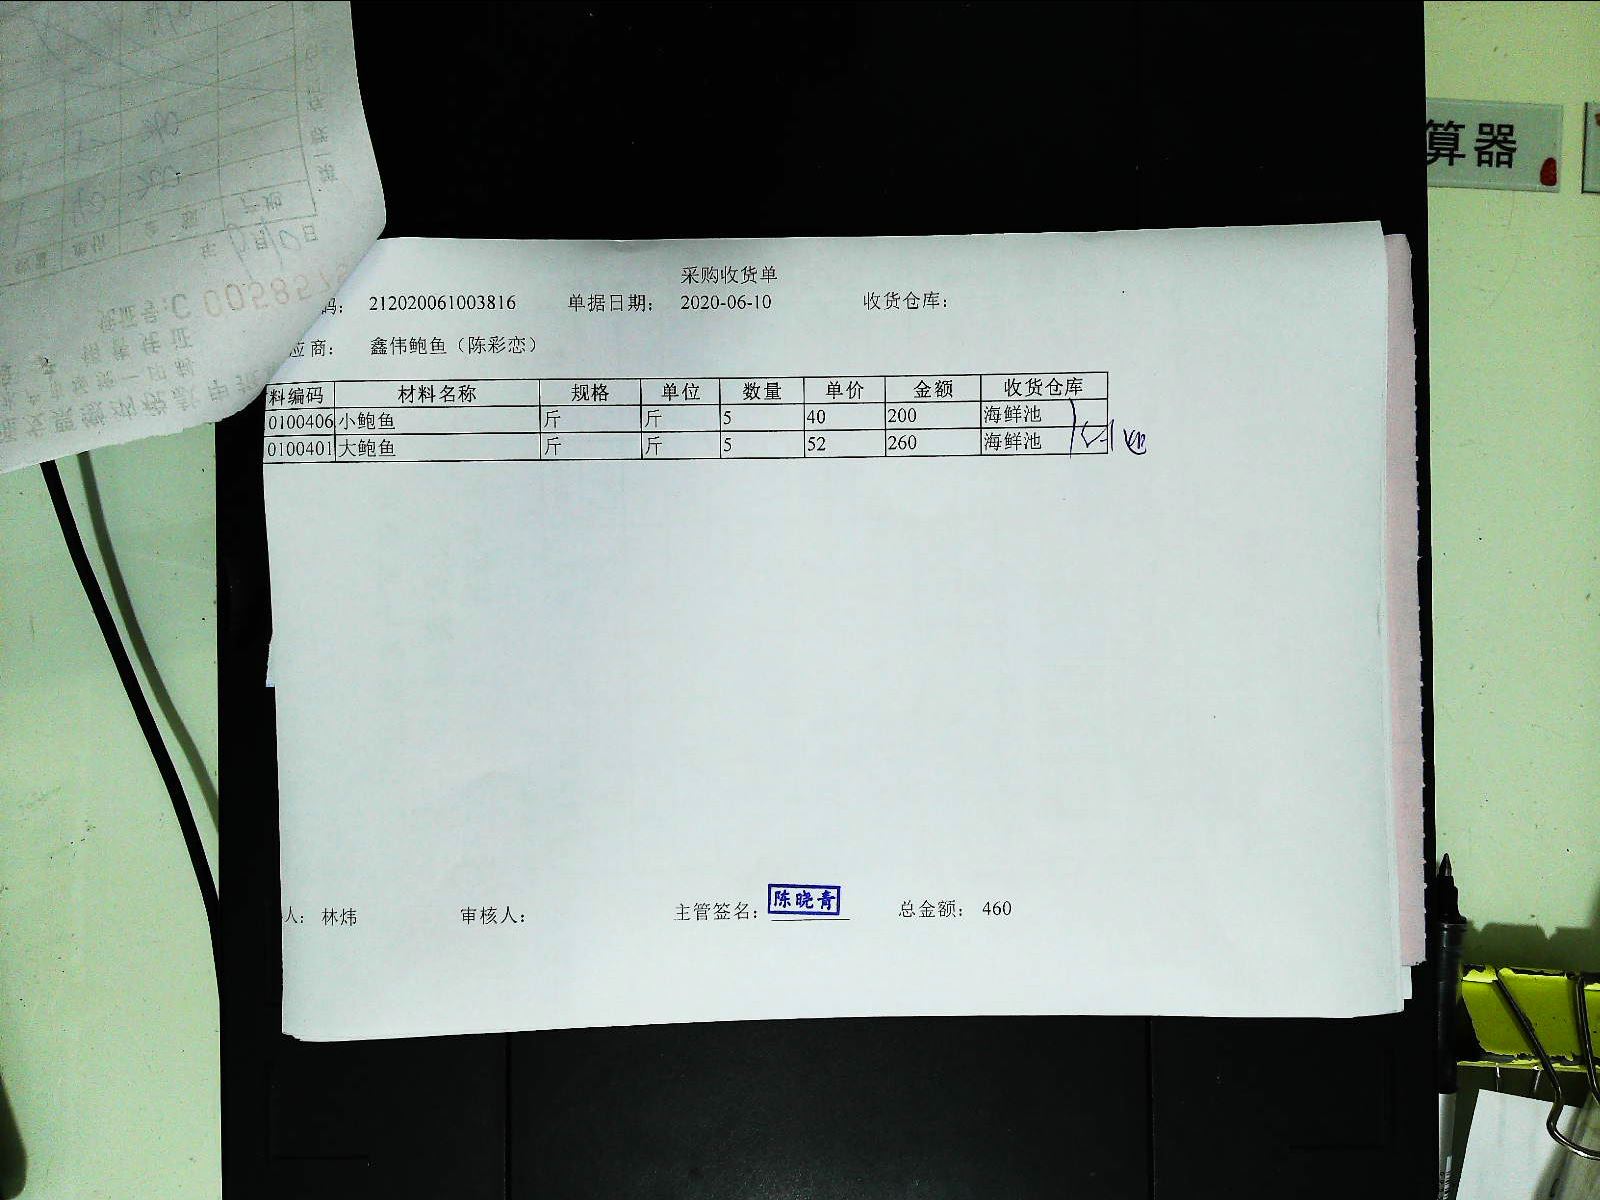 算器
采购收货单
码： 212020061003816 单据日期： 2020-06-10 收货仓库：
应商： 鑫伟鲍鱼（陈彩恋）
料编码 材料名称 规格 单位 数量 单价 金额 收货仓库
0100406 小鲍鱼 斤 斤 5 40 200 海鲜池
0100401 大鲍鱼 斤 斤 5 52 260 海鲜池
人： 林炜 审核人： 主管签名： 陈晓青 总金额： 460